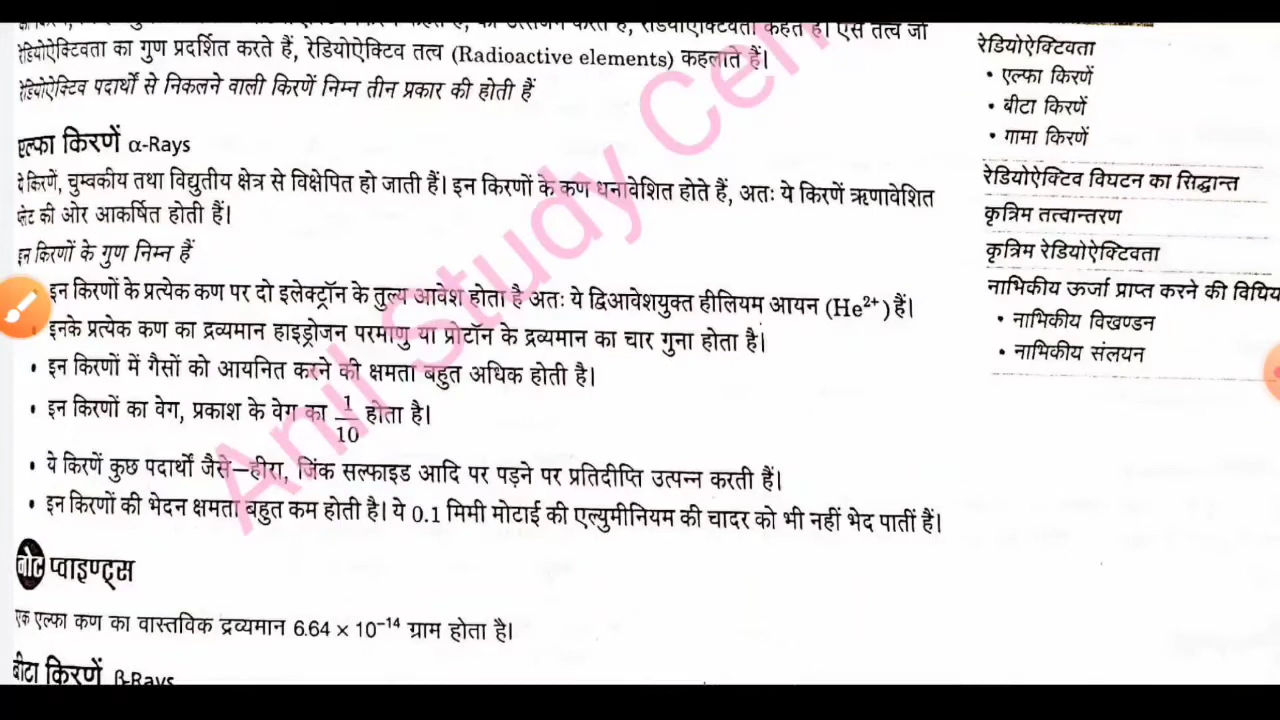 रेडियोऐक्टिवता का गुण प्रदर्शित करते हैं, रेडियोऐक्टिव तत्व (Radioactive elements) कहलाते हैं।
रेडियोऐक्टिव पदार्थों से निकलने वाली किरणें निम्न तीन प्रकार की होती हैं
एल्फा किरणें α-Rays
ये किरणें, चुम्बकीय तथा विद्युतीय क्षेत्र से विक्षेपित हो जाती हैं। इन किरणों के कण धनावेशित होते हैं, अतः ये किरणें ऋणावेशित
प्लेट की ओर आकर्षित होती हैं।
इन किरणों के गुण निम्न हैं
इन किरणों के प्रत्येक कण पर दो इलेक्ट्रॉन के तुल्य आवेश होता है अतः ये द्विआवेशयुक्त हीलियम आयन (He²⁺) हैं।
इनके प्रत्येक कण का द्रव्यमान हाइड्रोजन परमाणु या प्रोटॉन के द्रव्यमान का चार गुना होता है।
• इन किरणों में गैसों को आयनित करने की क्षमता बहुत अधिक होती है।
• इन किरणों का वेग, प्रकाश के वेग का 1/10 होता है।
• ये किरणें कुछ पदार्थों जैसे—हीरा, जिंक सल्फाइड आदि पर पड़ने पर प्रतिदीप्ति उत्पन्न करती हैं।
• इन किरणों की भेदन क्षमता बहुत कम होती है। ये 0.1 मिमी मोटाई की एल्युमीनियम की चादर को भी नहीं भेद पातीं हैं।
नोट प्वाइण्ट्स
एक एल्फा कण का वास्तविक द्रव्यमान 6.64 × 10⁻¹⁴ ग्राम होता है।
बीटा किरणें β-Rays
रेडियोऐक्टिवता
• एल्फा किरणें
• बीटा किरणें
• गामा किरणें
रेडियोऐक्टिव विघटन का सिद्धान्त
कृत्रिम तत्वान्तरण
कृत्रिम रेडियोऐक्टिवता
नाभिकीय ऊर्जा प्राप्त करने की
• नाभिकीय विखण्डन
• नाभिकीय संलयन
Anil Study